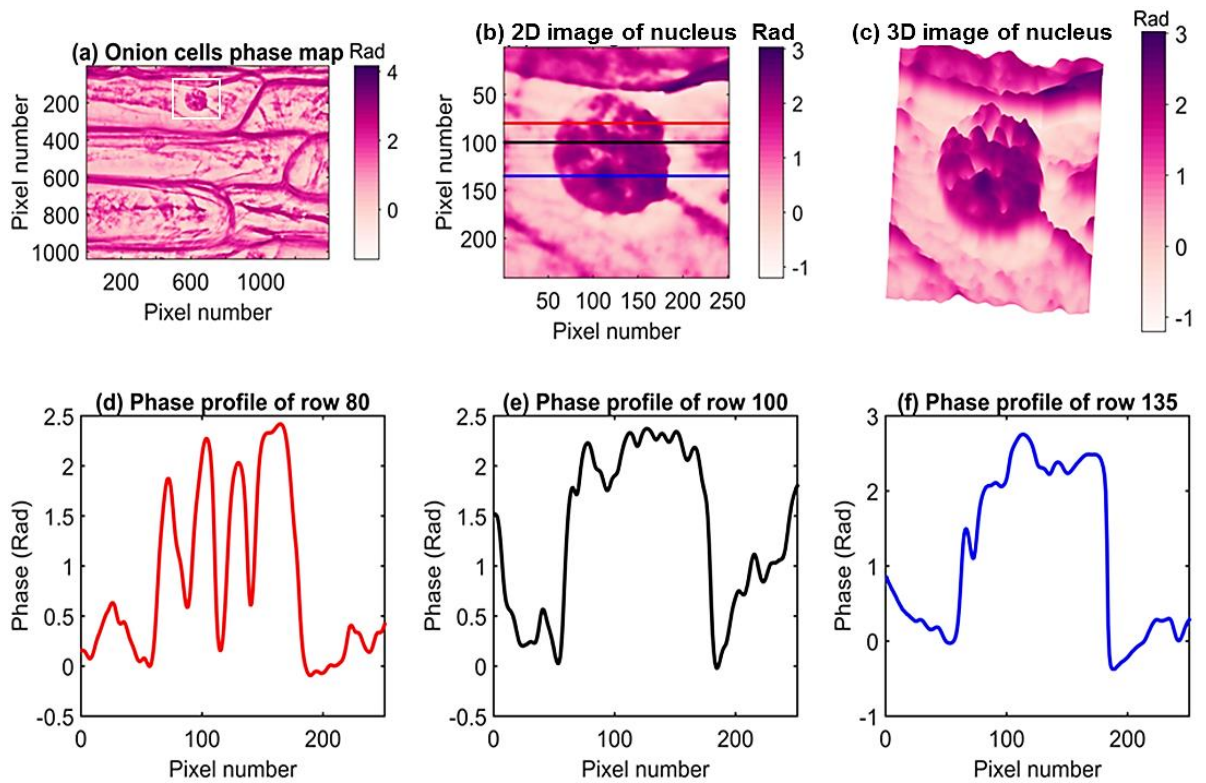 (a) Onion cells phase map Rad
4
2
0
200
400
600
800
1000
200 600 1000
Pixel number
Pixel number
(b) 2D image of nucleus Rad
3
2
1
0
-1
50
100
150
200
50 100 150 200 250
Pixel number
Pixel number
(c) 3D image of nucleus Rad
3
2
1
0
-1
(d) Phase profile of row 80
2.5
2
1.5
1
0.5
0
-0.5
0 100 200
Phase (Rad)
Pixel number
(e) Phase profile of row 100
2.5
2
1.5
1
0.5
0
-0.5
0 100 200
Phase (Rad)
Pixel number
(f) Phase profile of row 135
3
2
1
0
-1
0 100 200
Phase (Rad)
Pixel number